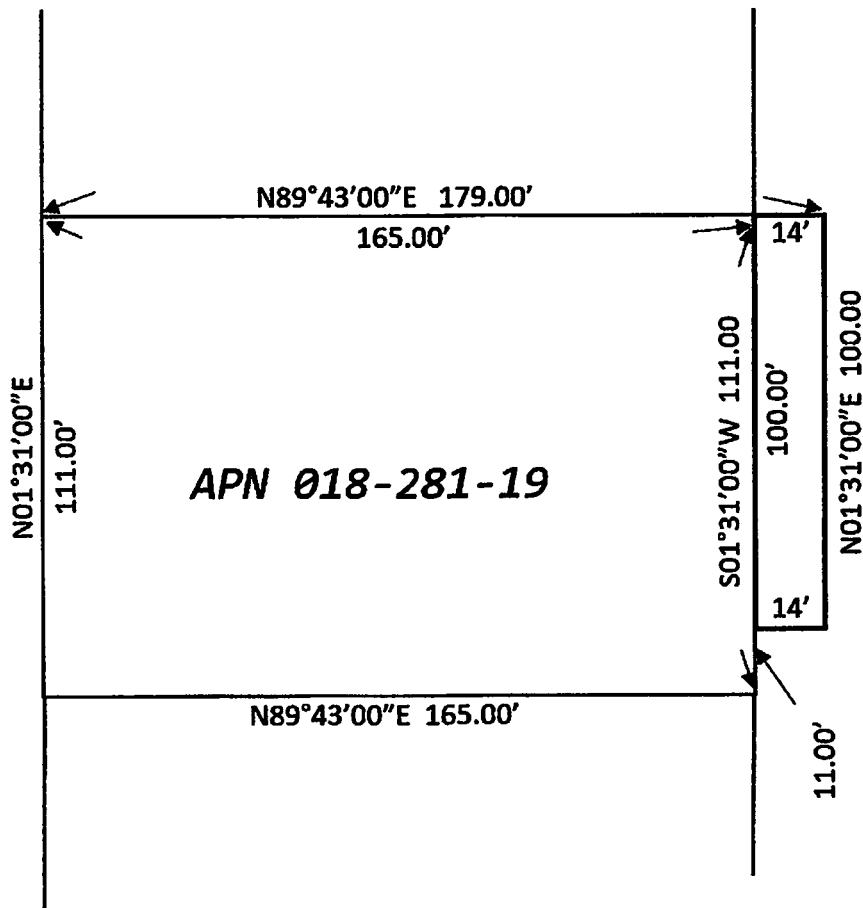 N89°43'00"E 179.00'
165.00'
14'
N01°31'00"E
111.00'
APN 018-281-19
S01°31'00"W 111.00
100.00'
N01°31'00"E 100.00
14'
N89°43'00"E 165.00'
11.00'